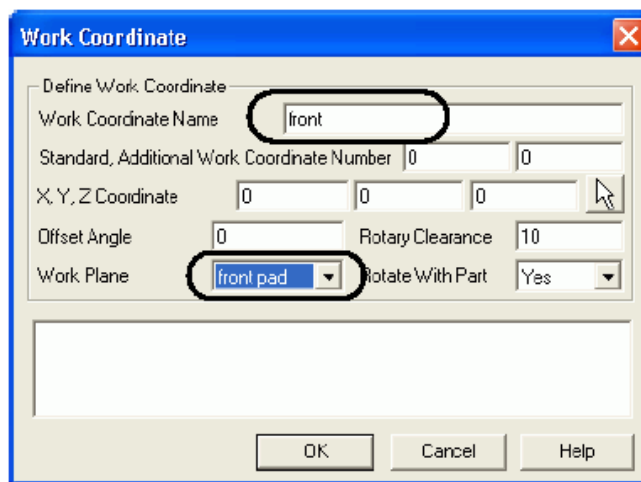 Work Coordinate
Define Work Coordinate
Work Coordinate Name front
Standard, Additional Work Coordinate Number 0 0
X, Y, Z Coordinate 0 0 0
Offset Angle 0 Rotary Clearance 10
Work Plane front pad Rotate With Part Yes
OK Cancel Help